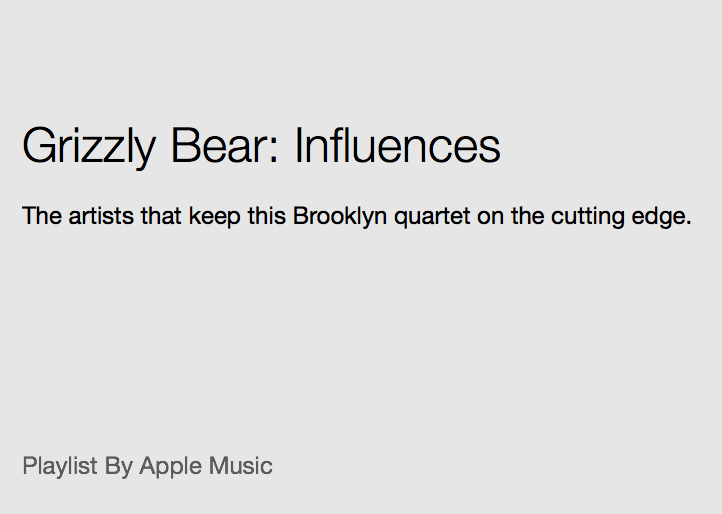 Grizzly Bear: Influences
The artists that keep this Brooklyn quartet on the cutting edge.
Playlist By Apple Music